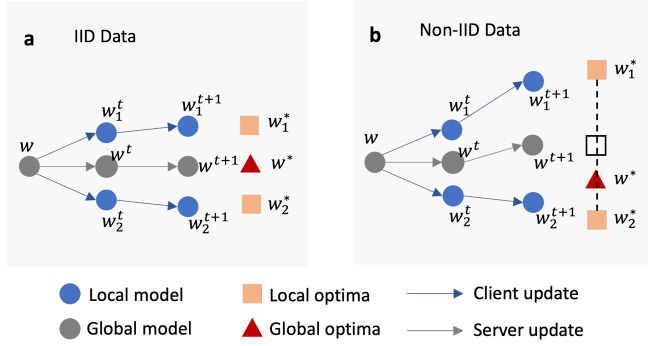 a
IID Data
w
w_1^t
w_1^{t+1}
w_1^*
w^t
w^{t+1}
w^*
w_2^t
w_2^{t+1}
w_2^*
b
Non-IID Data
w
w_1^t
w_1^{t+1}
w_1^*
w^t
w^{t+1}
w^*
w_2^t
w_2^{t+1}
w_2^*
Local model
Local optima
Client update
Global model
Global optima
Server update